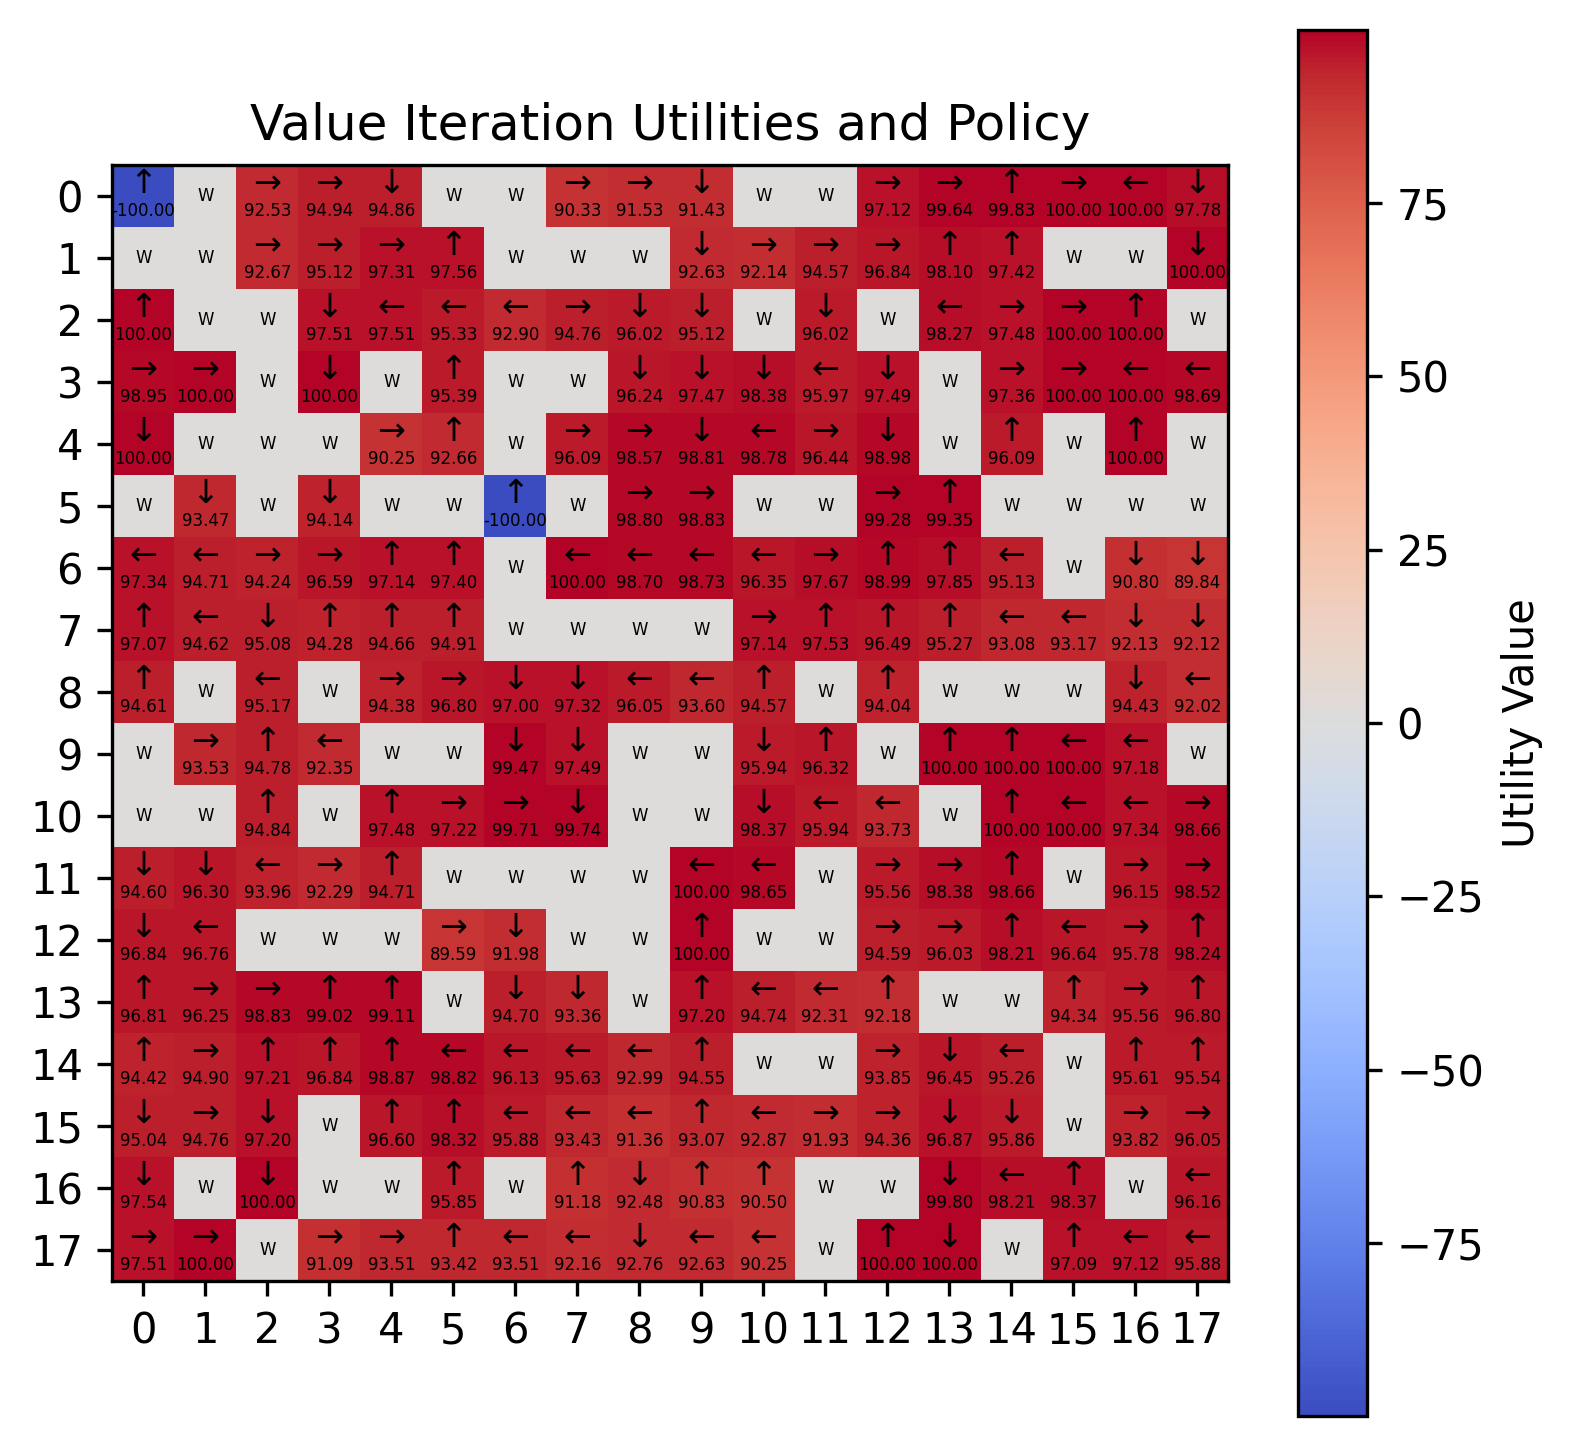 Value Iteration Utilities and Policy
0 ↑ W → → ↓ W W → → ↓ W W → → ↑ → ← ↓
-100.00 92.53 94.94 94.86 90.33 91.53 91.43 97.12 99.64 99.83 100.00 100.00 97.78
1 W W → → → ↑ W W W ↓ → → → ↑ ↑ W W ↓
92.67 95.12 97.31 97.56 92.63 92.14 94.57 96.84 98.10 97.42 100.00
2 ↑ W W ↓ ← ← ← → ↓ ↓ W ↓ W ← → → ↑ W
100.00 97.51 97.51 95.33 92.90 94.76 96.02 95.12 96.02 98.27 97.48 100.00 100.00
3 → → W ↓ W ↑ W W ↓ ↓ ↓ ← ↓ W → → ← ←
98.95 100.00 100.00 95.39 96.24 97.47 98.38 95.97 97.49 97.36 100.00 100.00 98.69
4 ↓ W W W → ↑ W → → ↓ ← → ↓ W ↑ W ↑ W
100.00 90.25 92.66 96.09 98.57 98.81 98.78 96.44 98.98 96.09 100.00
5 W ↓ W ↓ W W ↑ W → → W W → ↑ W W W W
93.47 94.14 -100.00 98.80 98.83 99.28 99.35
6 ← ← → → ↑ ↑ W ← ← ← ← → ↑ ↑ ← W ↓ ↓
97.34 94.71 94.24 96.59 97.14 97.40 100.00 98.70 98.73 96.35 97.67 98.99 97.85 95.13 90.80 89.84
7 ↑ ← ↓ ↑ ↑ ↑ W W W W → ↑ ↑ ↑ ← ← ↓ ↓
97.07 94.62 95.08 94.28 94.66 94.91 97.14 97.53 96.49 95.27 93.08 93.17 92.13 92.12
8 ↑ W ← W → → ↓ ↓ ← ← ↑ W ↑ W W W ↓ ←
94.61 95.17 94.38 96.80 97.00 97.32 96.05 93.60 94.57 94.04 94.43 92.02
9 W → ↑ ← W W ↓ ↓ W W ↓ ↑ W ↑ ↑ ← ← W
93.53 94.78 92.35 99.47 97.49 95.94 96.32 100.00 100.00 100.00 97.18
10 W W ↑ W ↑ → → ↓ W W ↓ ← ← W ↑ ← ← →
94.84 97.48 97.22 99.71 99.74 98.37 95.94 93.73 100.00 100.00 97.34 98.66
11 ↓ ↓ ← → ↑ W W W W ← ← W → → ↑ W → →
94.60 96.30 93.96 92.29 94.71 100.00 98.65 95.56 98.38 98.66 96.15 98.52
12 ↓ ← W W W → ↓ W W ↑ W W → → ↑ ← → ↑
96.84 96.76 89.59 91.98 100.00 94.59 96.03 98.21 96.64 95.78 98.24
13 ↑ → → ↑ ↑ W ↓ ↓ W ↑ ← ← ↑ W W ↑ → ↑
96.81 96.25 98.83 99.02 99.11 94.70 93.36 97.20 94.74 92.31 92.18 94.34 95.56 96.80
14 ↑ → ↑ ↑ ↑ ← ← ← ← ↑ W W → ↓ ← W ↑ ↑
94.42 94.90 97.21 96.84 98.87 98.82 96.13 95.63 92.99 94.55 93.85 96.45 95.26 95.61 95.54
15 ↓ → ↓ W ↑ ↑ ← ← ← ↑ ← → → ↓ ↓ W → →
95.04 94.76 97.20 96.60 98.32 95.88 93.43 91.36 93.07 92.87 91.93 94.36 96.87 95.86 93.82 96.05
16 ↓ W ↓ W W ↑ W ↑ ↓ ↑ ↑ W W ↓ ← ↑ W ←
97.54 100.00 95.85 91.18 92.48 90.83 90.50 99.80 98.21 98.37 96.16
17 → → W → → ↑ ← ← ↓ ← ← W ↑ ↓ W ↑ ← ←
97.51 100.00 91.09 93.51 93.42 93.51 92.16 92.76 92.63 90.25 100.00 100.00 97.09 97.12 95.88
0 1 2 3 4 5 6 7 8 9 10 11 12 13 14 15 16 17
75
50
25
0
−25
−50
−75
Utility Value